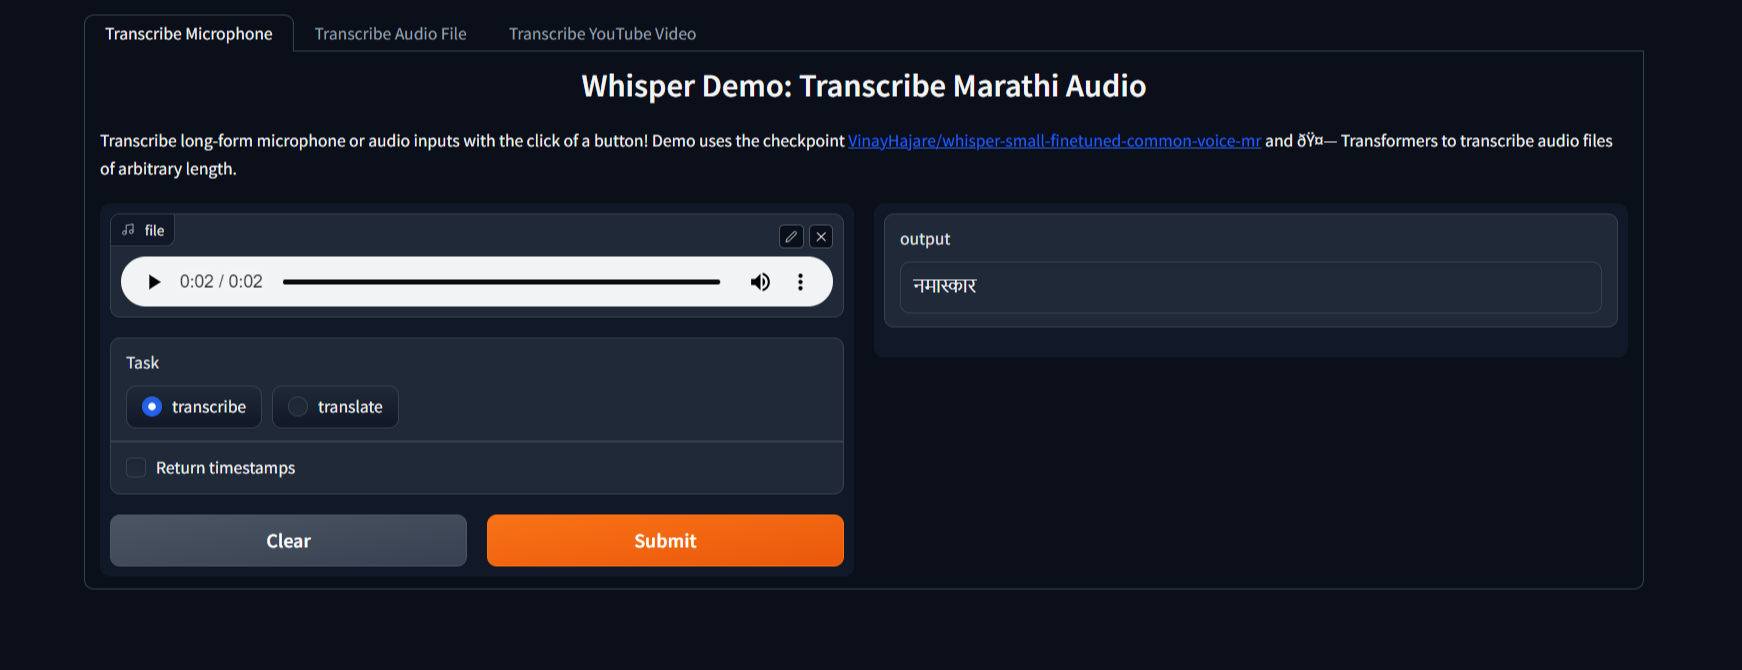 Transcribe Microphone
Transcribe Audio File
Transcribe YouTube Video
Whisper Demo: Transcribe Marathi Audio
Transcribe long-form microphone or audio inputs with the click of a button! Demo uses the checkpoint VinayHajare/whisper-small-finetuned-common-voice-mr and ðŸ¤— Transformers to transcribe audio files
of arbitrary length.
file
0:02 / 0:02
output
नमास्कार
Task
transcribe
translate
Return timestamps
Clear
Submit